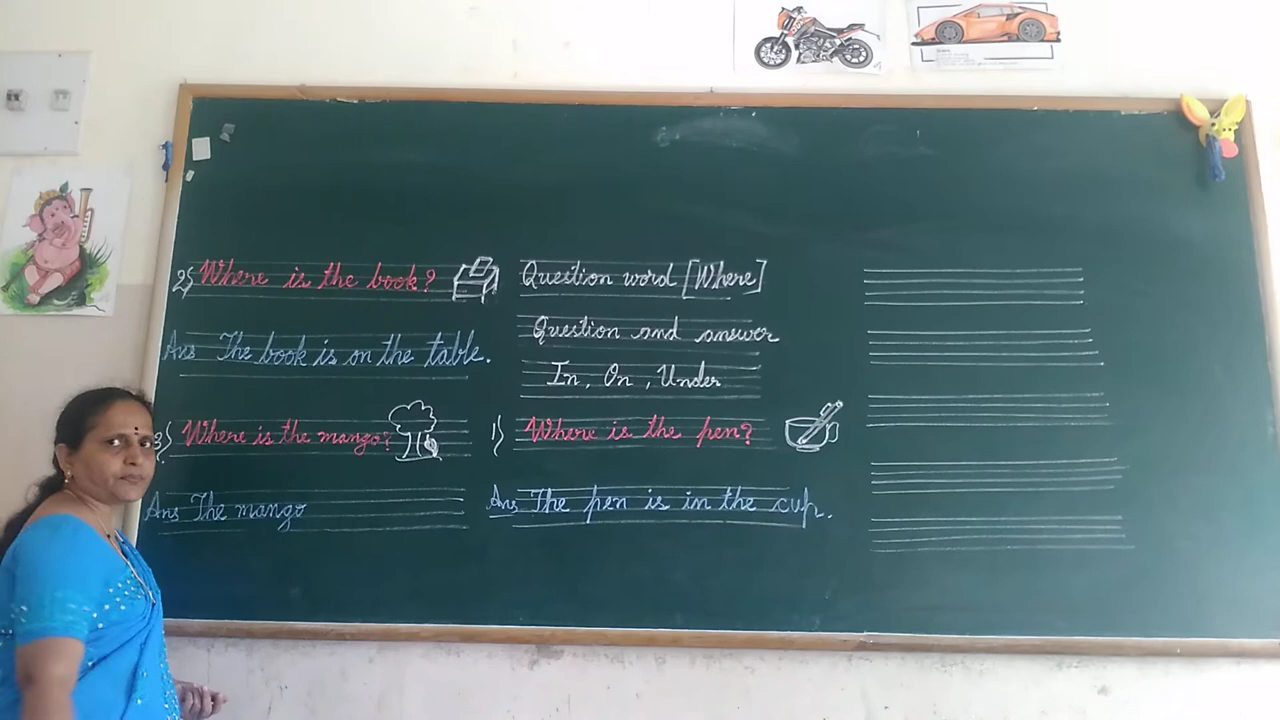 Question word [Where]
Question and answer
In, On, Under
1) Where is the pen?
Ans The pen is in the cup.
2) Where is the book?
Ans The book is on the table.
3) Where is the mango?
Ans The mango